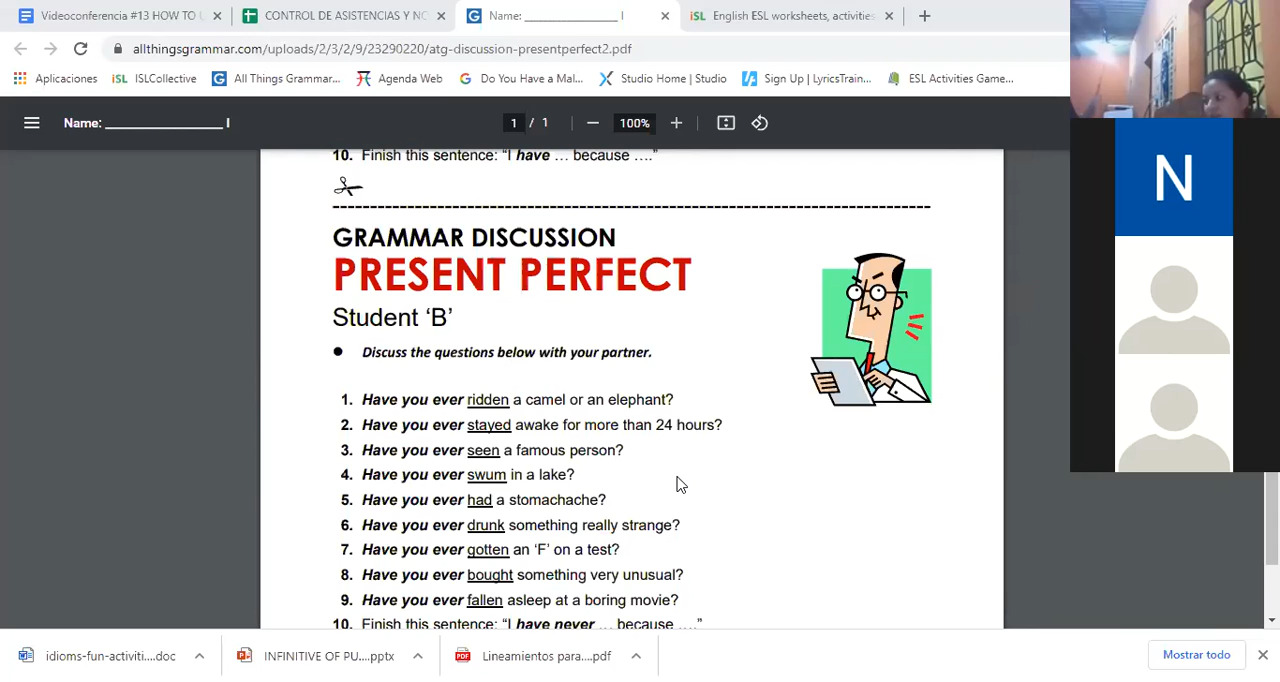 Videoconferencia #13 HOW TO
CONTROL DE ASISTENCIAS Y NO
Name: ______________ I
English ESL worksheets, activities
allthingsgrammar.com/uploads/2/3/2/9/23290220/atg-discussion-presentperfect2.pdf
Aplicaciones
iSL ISLCollective
All Things Grammar...
Agenda Web
Do You Have a Mal...
Studio Home | Studio
Sign Up | LyricsTrain...
ESL Activities Game...
Name: ______________ I
1 / 1
100%
10. Finish this sentence: "I have … because …."
GRAMMAR DISCUSSION
PRESENT PERFECT
Student 'B'
● Discuss the questions below with your partner.
1. Have you ever ridden a camel or an elephant?
2. Have you ever stayed awake for more than 24 hours?
3. Have you ever seen a famous person?
4. Have you ever swum in a lake?
5. Have you ever had a stomachache?
6. Have you ever drunk something really strange?
7. Have you ever gotten an 'F' on a test?
8. Have you ever bought something very unusual?
9. Have you ever fallen asleep at a boring movie?
10. Finish this sentence: "I have never … because …."
N
idioms-fun-activiti....doc
INFINITIVE OF PU....pptx
Lineamientos para....pdf
Mostrar todo